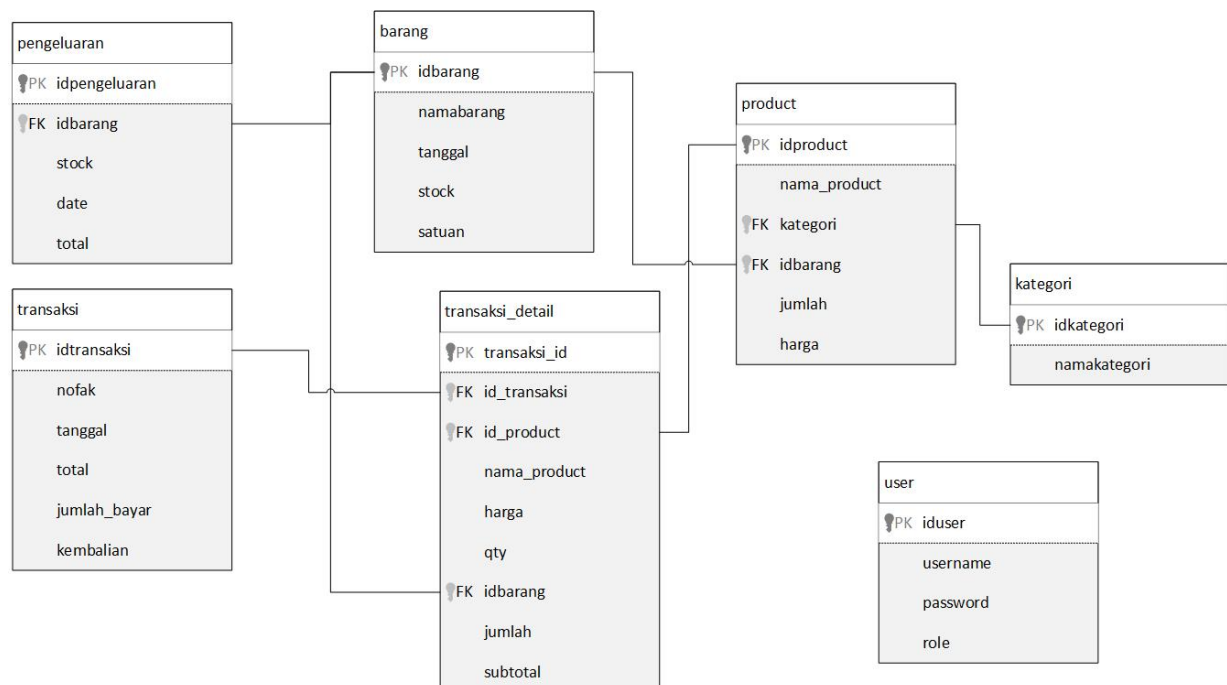 pengeluaran
PK idpengeluaran
FK idbarang
stock
date
total
barang
PK idbarang
namabarang
tanggal
stock
satuan
product
PK idproduct
nama_product
FK kategori
FK idbarang
jumlah
harga
kategori
PK idkategori
namakategori
transaksi
PK idtransaksi
nofak
tanggal
total
jumlah_bayar
kembalian
transaksi_detail
PK transaksi_id
FK id_transaksi
FK id_product
nama_product
harga
qty
FK idbarang
jumlah
subtotal
user
PK iduser
username
password
role